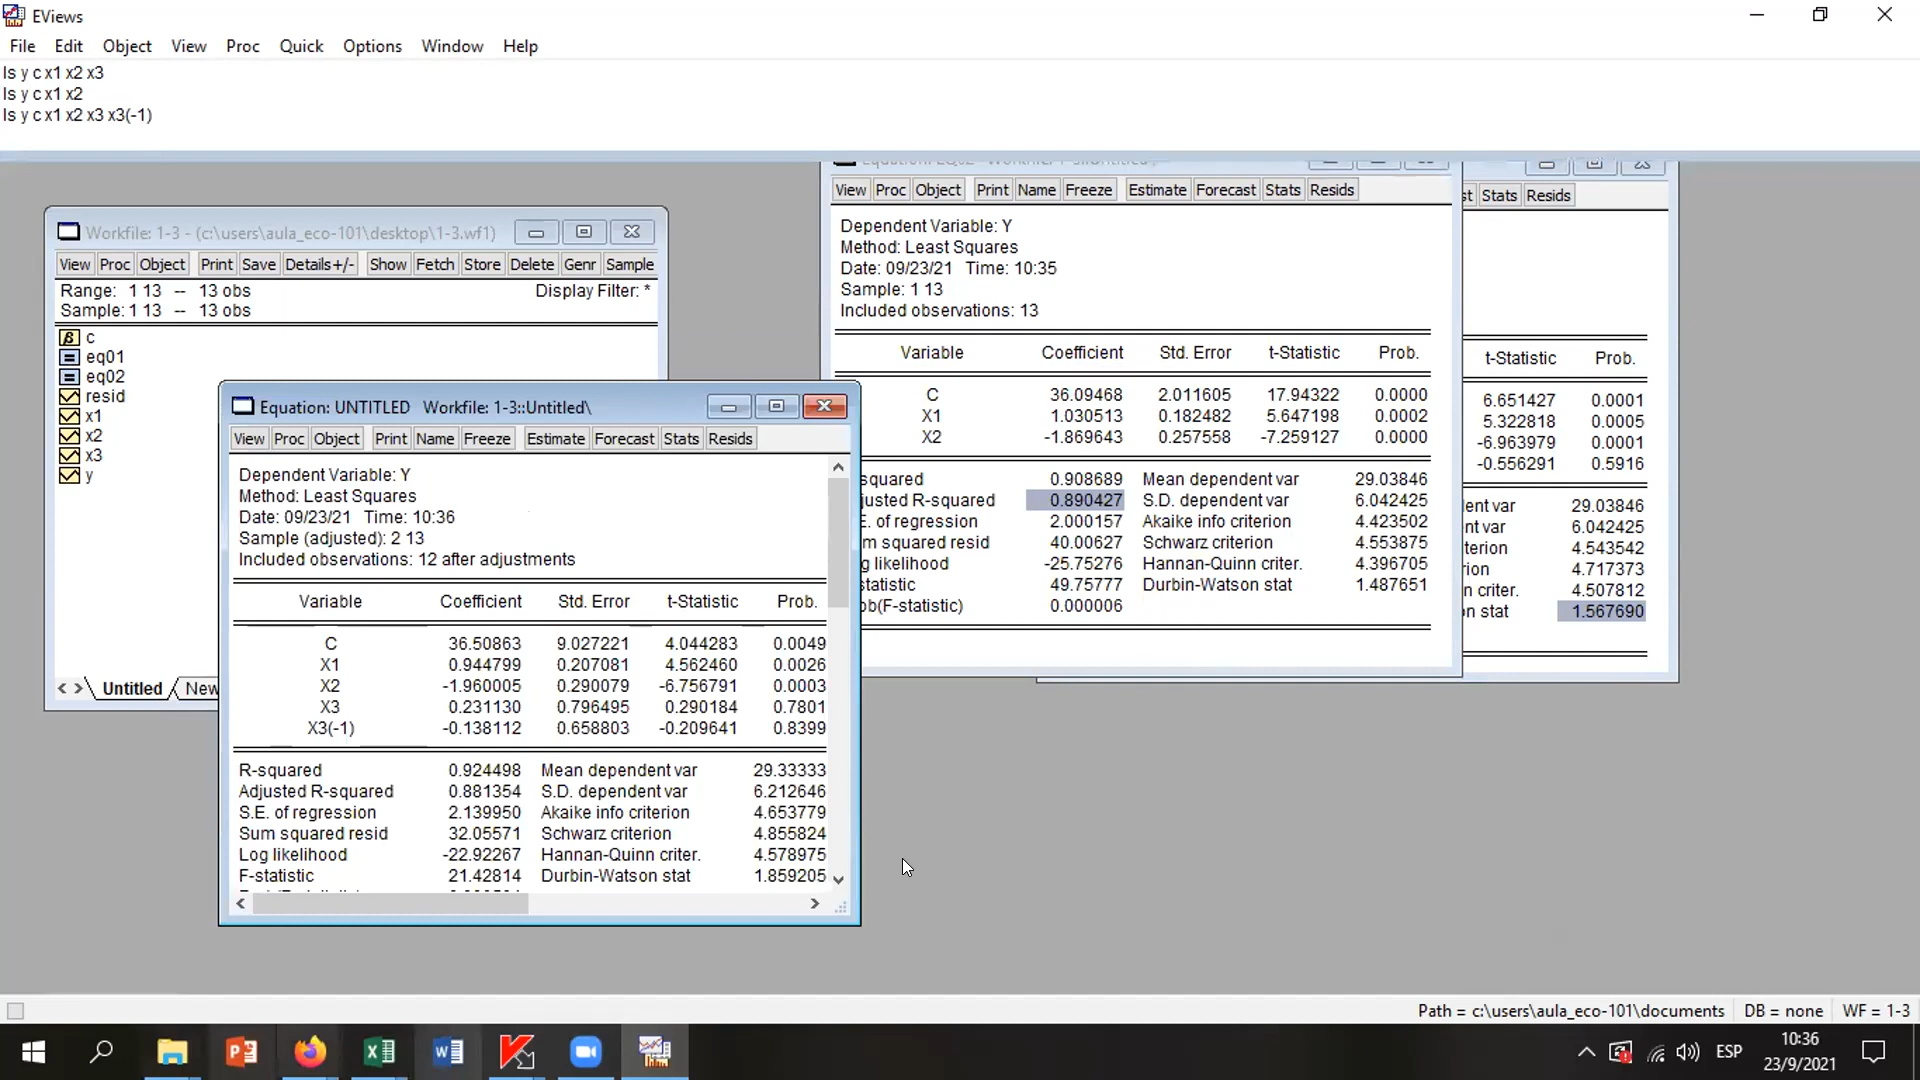 EViews
File Edit Object View Proc Quick Options Window Help
ls y c x1 x2 x3
ls y c x1 x2
ls y c x1 x2 x3 x3(-1)
Workfile: 1-3 - (c:\users\aula_eco-101\desktop\1-3.wf1)
View Proc Object Print Save Details+/- Show Fetch Store Delete Genr Sample
Range: 1 13 -- 13 obs Display Filter: *
Sample: 1 13 -- 13 obs
c
eq01
eq02
resid
x1
x2
x3
y
Untitled New
Equation: UNTITLED Workfile: 1-3::Untitled\
View Proc Object Print Name Freeze Estimate Forecast Stats Resids
Dependent Variable: Y
Method: Least Squares
Date: 09/23/21 Time: 10:36
Sample (adjusted): 2 13
Included observations: 12 after adjustments
Variable Coefficient Std. Error t-Statistic Prob.
C 36.50863 9.027221 4.044283 0.0049
X1 0.944799 0.207081 4.562460 0.0026
X2 -1.960005 0.290079 -6.756791 0.0003
X3 0.231130 0.796495 0.290184 0.7801
X3(-1) -0.138112 0.658803 -0.209641 0.8399
R-squared 0.924498 Mean dependent var 29.33333
Adjusted R-squared 0.881354 S.D. dependent var 6.212646
S.E. of regression 2.139950 Akaike info criterion 4.653779
Sum squared resid 32.05571 Schwarz criterion 4.855824
Log likelihood -22.92267 Hannan-Quinn criter. 4.578975
F-statistic 21.42845 Durbin-Watson stat 1.859205
View Proc Object Print Name Freeze Estimate Forecast Stats Resids
Dependent Variable: Y
Method: Least Squares
Date: 09/23/21 Time: 10:35
Sample: 1 13
Included observations: 13
Variable Coefficient Std. Error t-Statistic Prob.
C 36.09468 2.011605 17.94322 0.0000
X1 1.030513 0.182482 5.647198 0.0002
X2 -1.869643 0.257558 -7.259127 0.0000
squared 0.908689 Mean dependent var 29.03846
justed R-squared 0.890427 S.D. dependent var 6.042425
E. of regression 2.000157 Akaike info criterion 4.423502
m squared resid 40.00627 Schwarz criterion 4.553875
g likelihood -25.75276 Hannan-Quinn criter. 4.396705
statistic 49.75777 Durbin-Watson stat 1.487651
ob(F-statistic) 0.000006
st Stats Resids
t-Statistic Prob.
6.651427 0.0001
5.322818 0.0005
-6.963979 0.0001
-0.556291 0.5916
ent var 29.03846
nt var 6.042425
terion 4.543542
rion 4.717373
n criter. 4.507812
n stat 1.567690
Path = c:\users\aula_eco-101\documents DB = none WF = 1-3
ESP
10:36
23/9/2021